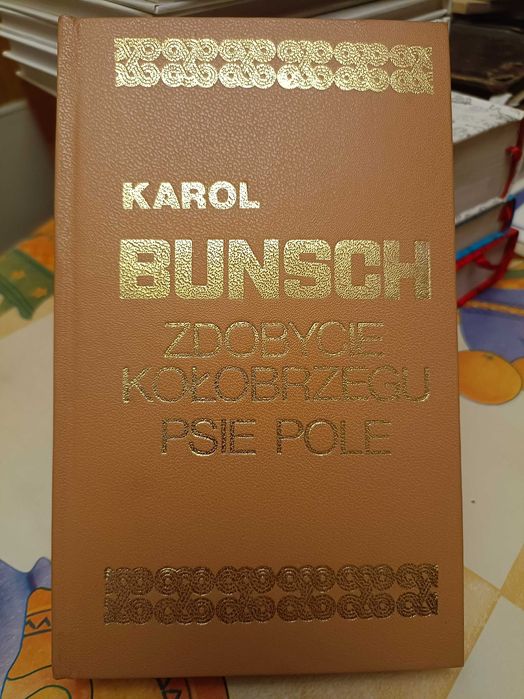 KAROL
BUNSCH
ZDOBYCIE
KOŁOBRZEGU
PSIE POLE